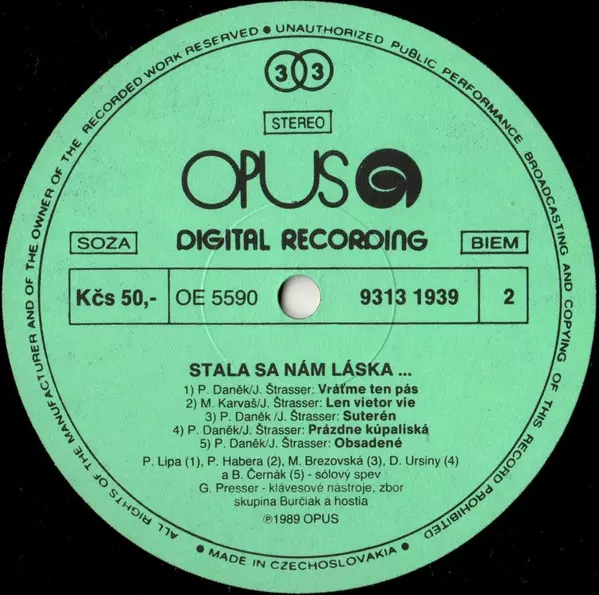 ALL RIGHTS OF THE MANUFACTURER AND OF THE OWNER OF THE RECORDED WORK RESERVED • UNAUTHORIZED PUBLIC PERFORMANCE BROADCASTING AND COPYING OF THIS RECORD PROHIBITED
33
STEREO
OPUS
DIGITAL RECORDING
SOZA
BIEM
Kčs 50,-
OE 5590
9313 1939
2
STALA SA NÁM LÁSKA ...
1) P. Daněk/J. Štrasser: Vráťme ten pás
2) M. Karvaš/J. Štrasser: Len vietor vie
3) P. Daněk /J. Štrasser: Suterén
4) P. Daněk/J. Štrasser: Prázdne kúpaliská
5) P. Daněk/J. Štrasser: Obsadené
P. Lipa (1), P. Habera (2), M. Brezovská (3), D. Ursiny (4)
a B. Černák (5) - sólový spev
G. Presser - klávesové nástroje, zbor
skupina Burčiak a hostia
℗1989 OPUS
• MADE IN CZECHOSLOVAKIA •